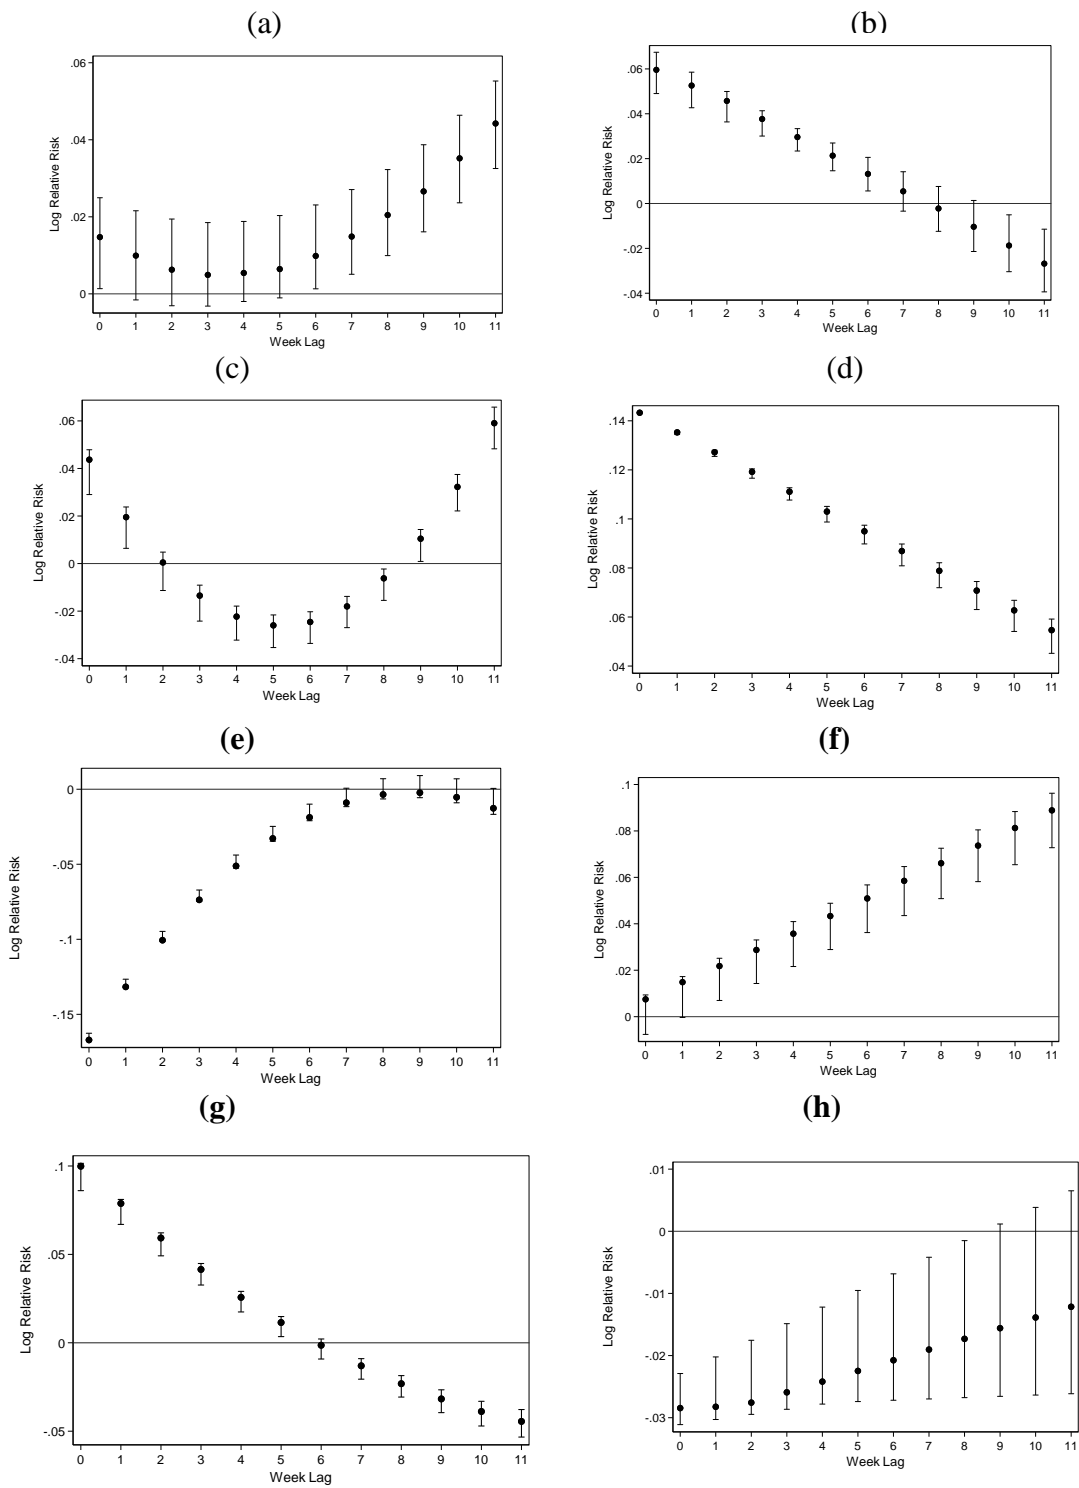 (a)
.06
.04
.02
0
Log Relative Risk
0 1 2 3 4 5 6 7 8 9 10 11
Week Lag
(b)
.06
.04
.02
0
-.02
-.04
Log Relative Risk
0 1 2 3 4 5 6 7 8 9 10 11
Week Lag
(c)
.06
.04
.02
0
-.02
-.04
Log Relative Risk
0 1 2 3 4 5 6 7 8 9 10 11
Week Lag
(d)
.14
.12
.1
.08
.06
.04
Log Relative Risk
0 1 2 3 4 5 6 7 8 9 10 11
Week Lag
(e)
0
-.05
-.1
-.15
Log Relative Risk
0 1 2 3 4 5 6 7 8 9 10 11
Week Lag
(f)
.1
.08
.06
.04
.02
0
Log Relative Risk
0 1 2 3 4 5 6 7 8 9 10 11
Week Lag
(g)
.1
.05
0
-.05
Log Relative Risk
0 1 2 3 4 5 6 7 8 9 10 11
Week Lag
(h)
.01
0
-.01
-.02
-.03
Log Relative Risk
0 1 2 3 4 5 6 7 8 9 10 11
Week Lag